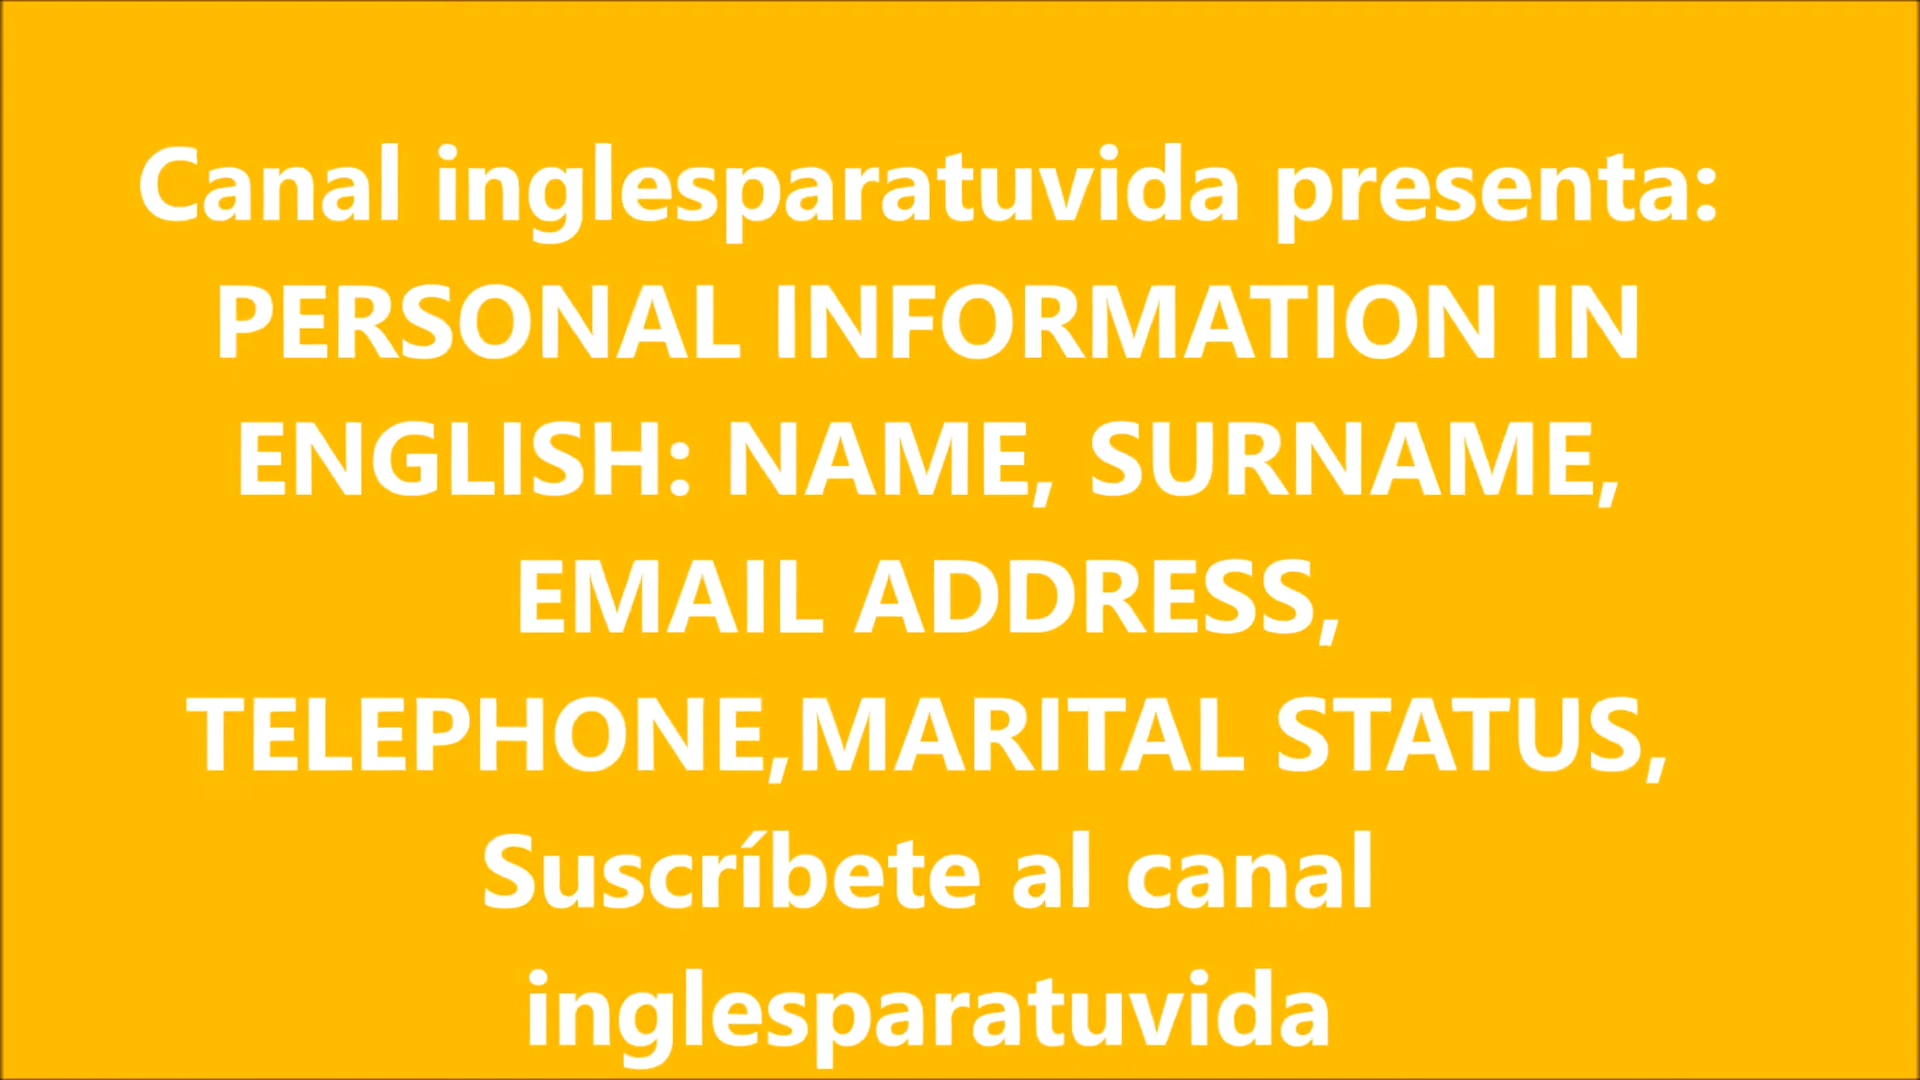 Canal inglesparatuvida presenta:
PERSONAL INFORMATION IN
ENGLISH: NAME, SURNAME,
EMAIL ADDRESS,
TELEPHONE,MARITAL STATUS,
Suscríbete al canal
inglesparatuvida